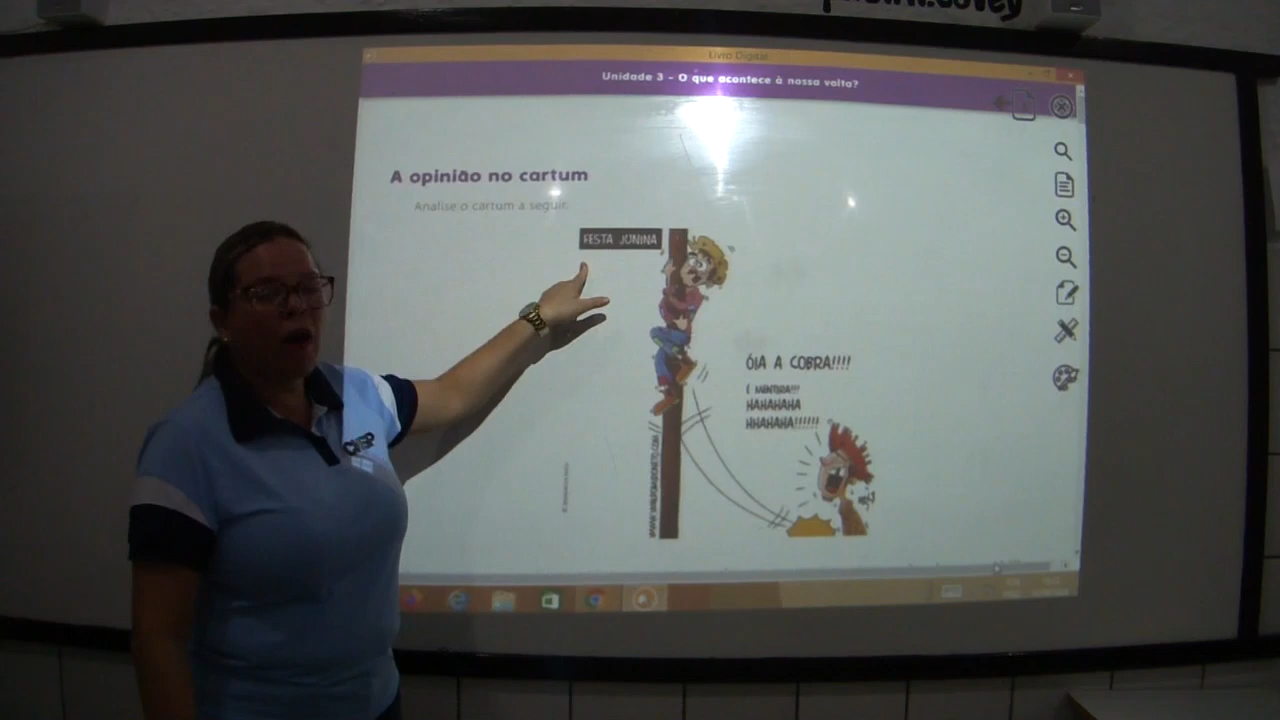 Livro Digital
Unidade 3 - O que acontece à nossa volta?
A opinião no cartum
Analise o cartum a seguir.
FESTA JUNINA
ÓIA A COBRA!!!!
É MENTIRA!!!
HAHAHAHA
HHAHAHA!!!!!!